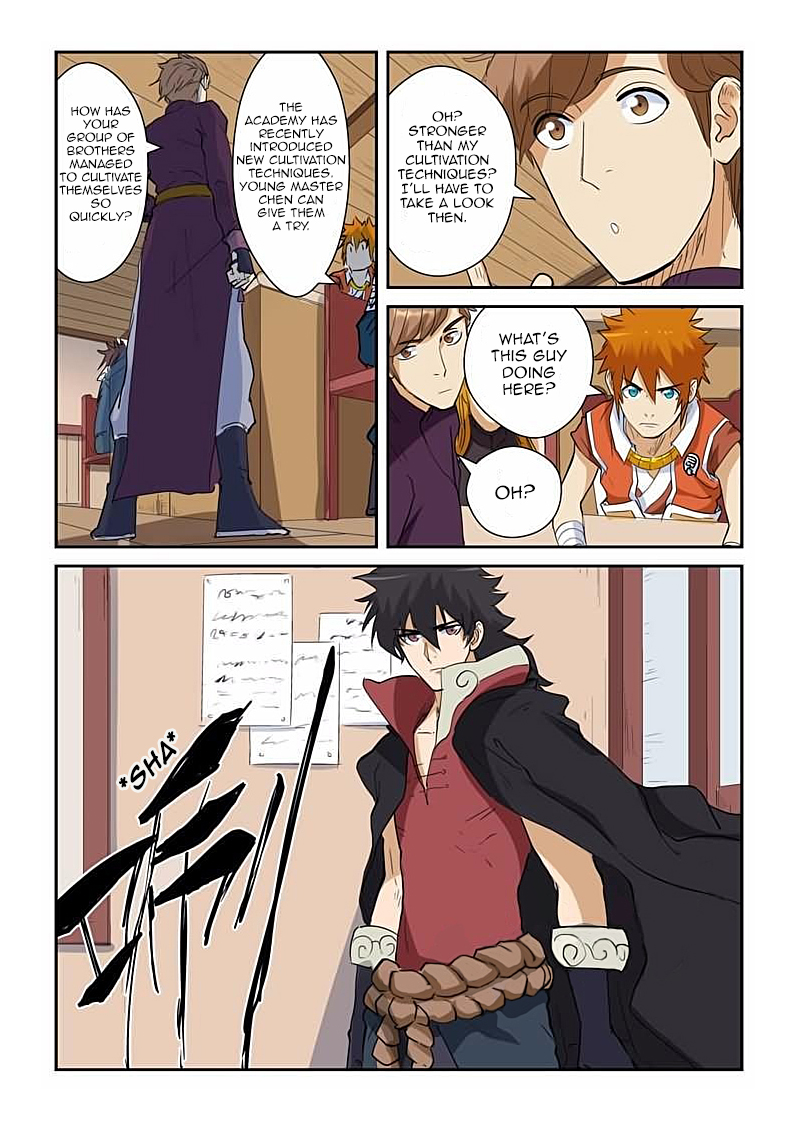 HOW HAS
YOUR
GROUP OF
BROTHERS
MANAGED
TO CULTIVATE
THEMSELVES
SO
QUICKLY?
THE
ACADEMY HAS
RECENTLY
INTRODUCED
NEW CULTIVATION
TECHNIQUES.
YOUNG MASTER
CHEN CAN
GIVE THEM
A TRY.
OH?
STRONGER
THAN MY
CULTIVATION
TECHNIQUES?
I'LL HAVE TO
TAKE A LOOK
THEN.
WHAT'S
THIS GUY
DOING
HERE?
OH?
*SHA*